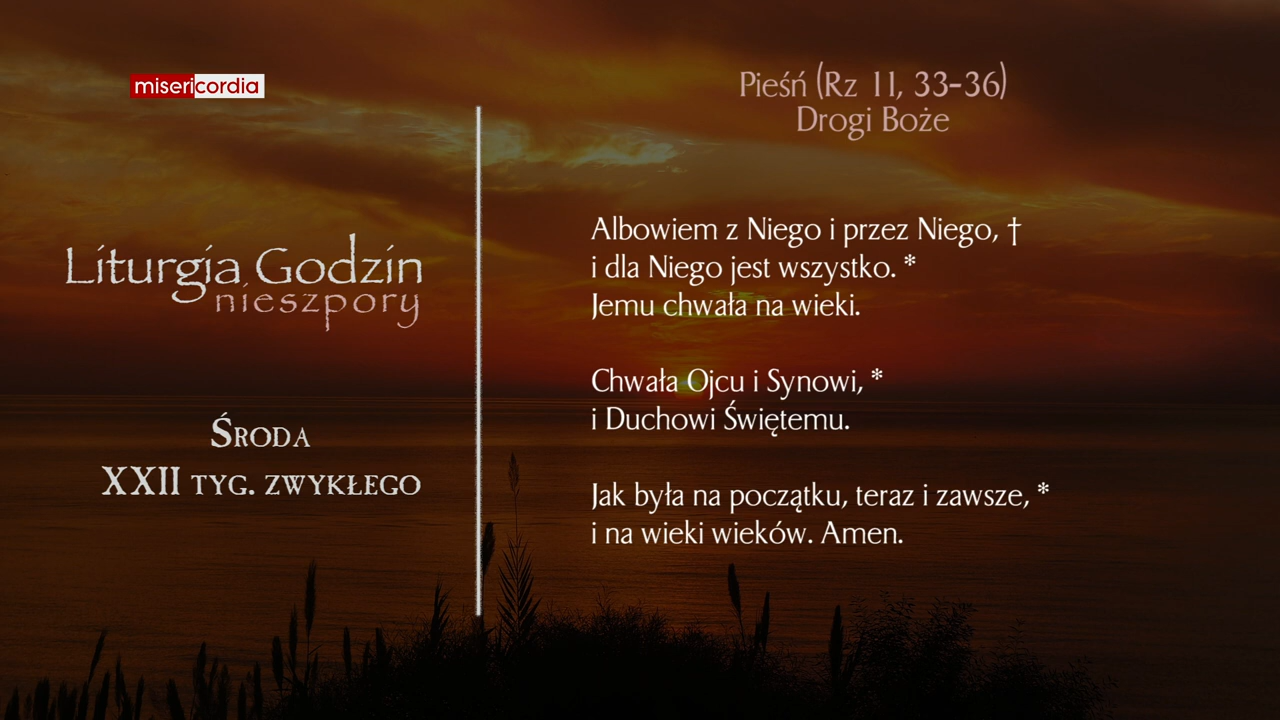 misericordia
Liturgia Godzin
nieszpory
Środa
XXII tyg. zwykłego
Pieśń (Rz 11, 33-36)
Drogi Boże
Albowiem z Niego i przez Niego, †
i dla Niego jest wszystko. *
Jemu chwała na wieki.
Chwała Ojcu i Synowi, *
i Duchowi Świętemu.
Jak była na początku, teraz i zawsze, *
i na wieki wieków. Amen.